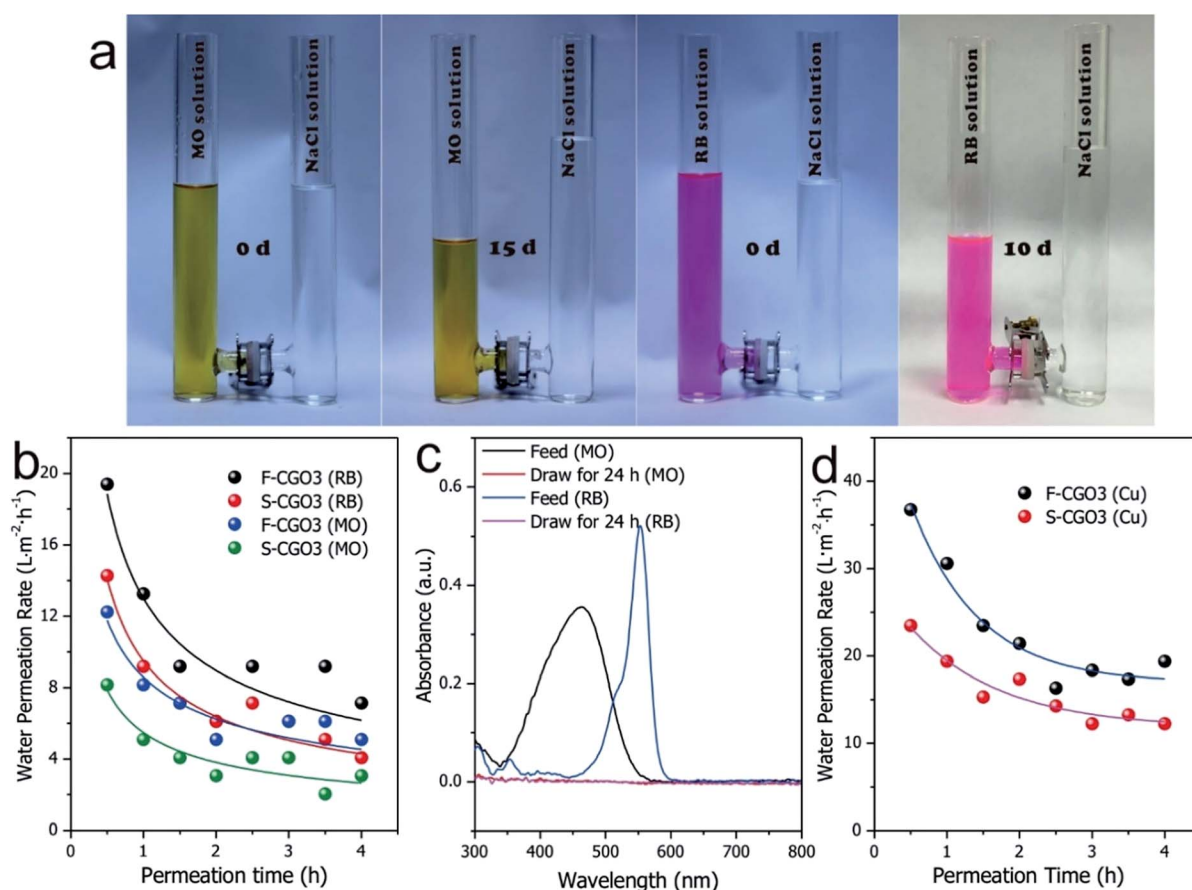 a
MO solution
NaCl solution
0 d
MO solution
NaCl solution
15 d
RB solution
NaCl solution
0 d
RB solution
NaCl solution
10 d
b
Water Permeation Rate (L·m⁻²·h⁻¹)
20
16
12
8
4
0
F-CGO3 (RB)
S-CGO3 (RB)
F-CGO3 (MO)
S-CGO3 (MO)
0 1 2 3 4
Permeation time (h)
c
Absorbance (a.u.)
0.6
0.4
0.2
0.0
Feed (MO)
Draw for 24 h (MO)
Feed (RB)
Draw for 24 h (RB)
300 400 500 600 700 800
Wavelength (nm)
d
Water Permeation Rate (L·m⁻²·h⁻¹)
40
30
20
10
0
F-CGO3 (Cu)
S-CGO3 (Cu)
0 1 2 3 4
Permeation Time (h)